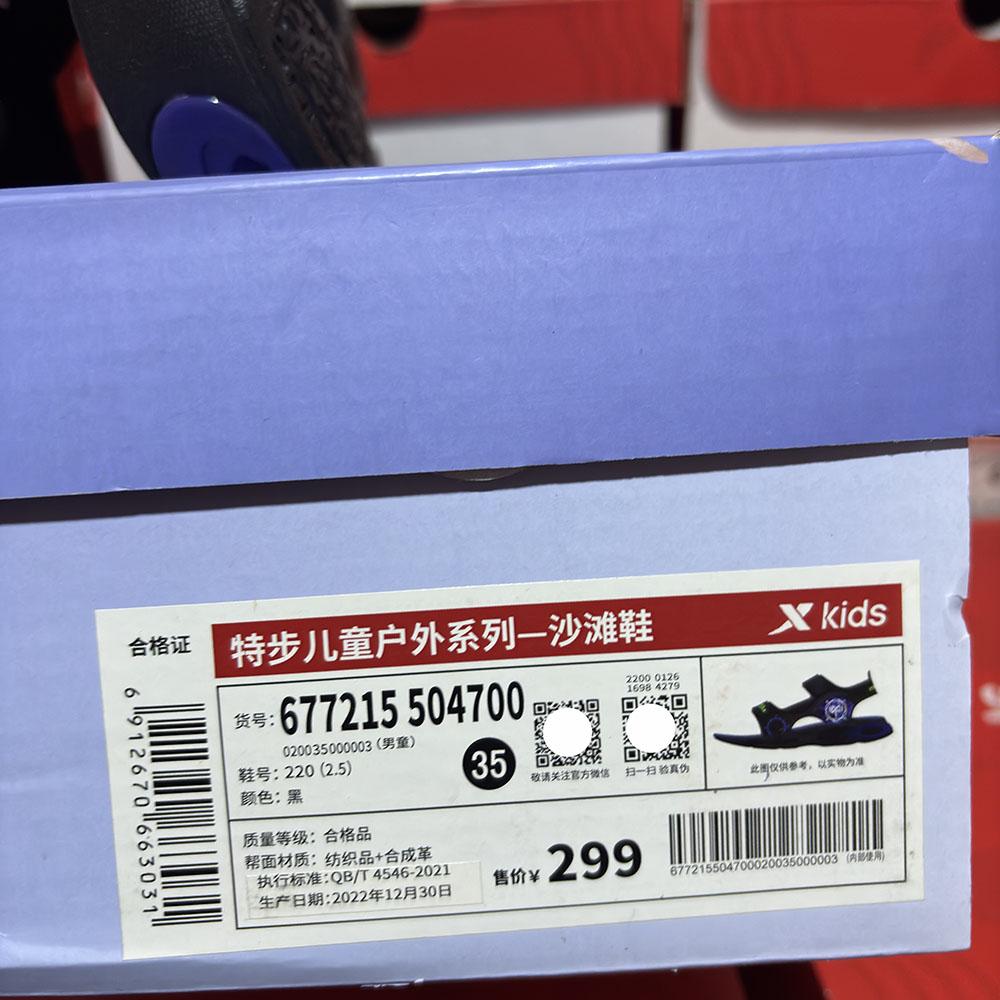 合格证
特步儿童户外系列—沙滩鞋
X kids
6 912670 663031
货号: 677215 504700
020035000003 (男童)
35
鞋号: 220 (2.5)
颜色: 黑
敬请关注官方微信
2200 0126
1698 4279
扫一扫 验真伪
此图仅供参考，以实物为准
质量等级: 合格品
帮面材质: 纺织品+合成革
执行标准:QB/T 4546-2021
生产日期:2022年12月30日
售价¥ 299
677215504700020035000003 (内部使用)